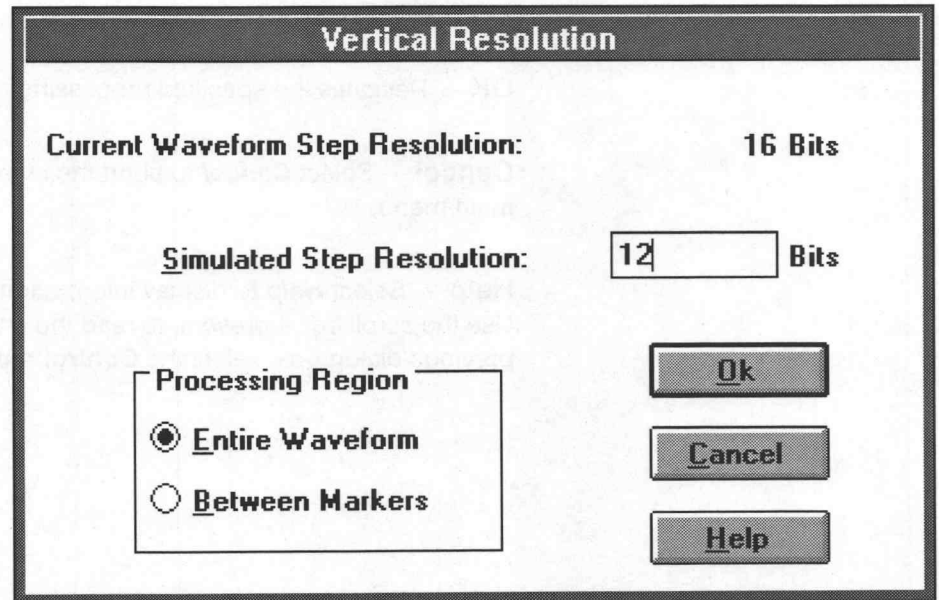 Vertical Resolution
Current Waveform Step Resolution: 16 Bits
Simulated Step Resolution: 12 Bits
Processing Region
Entire Waveform
Between Markers
Ok
Cancel
Help